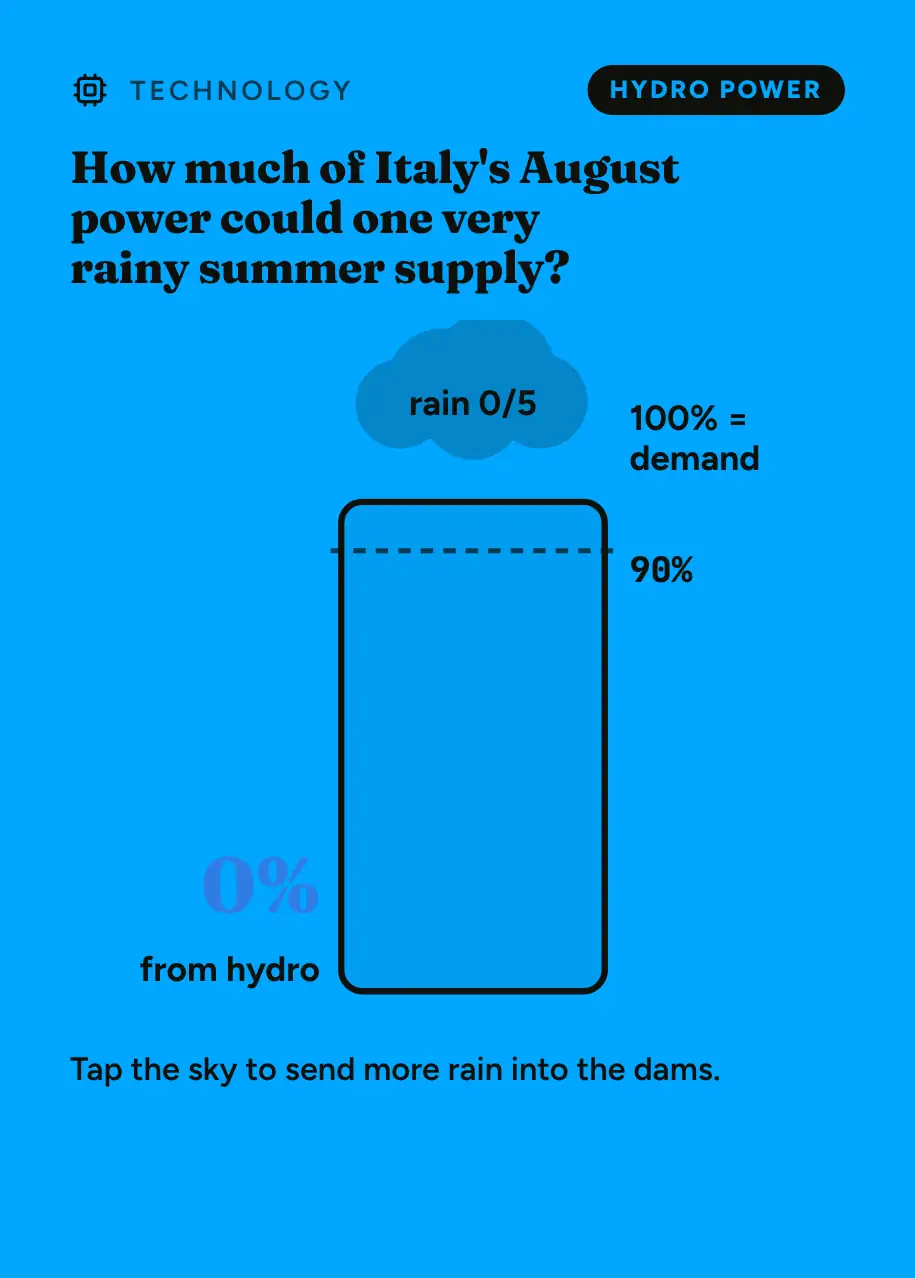 TECHNOLOGY
HYDRO POWER
How much of Italy's August
power could one very
rainy summer supply?
rain 0/5
100% =
demand
90%
0%
from hydro
Tap the sky to send more rain into the dams.